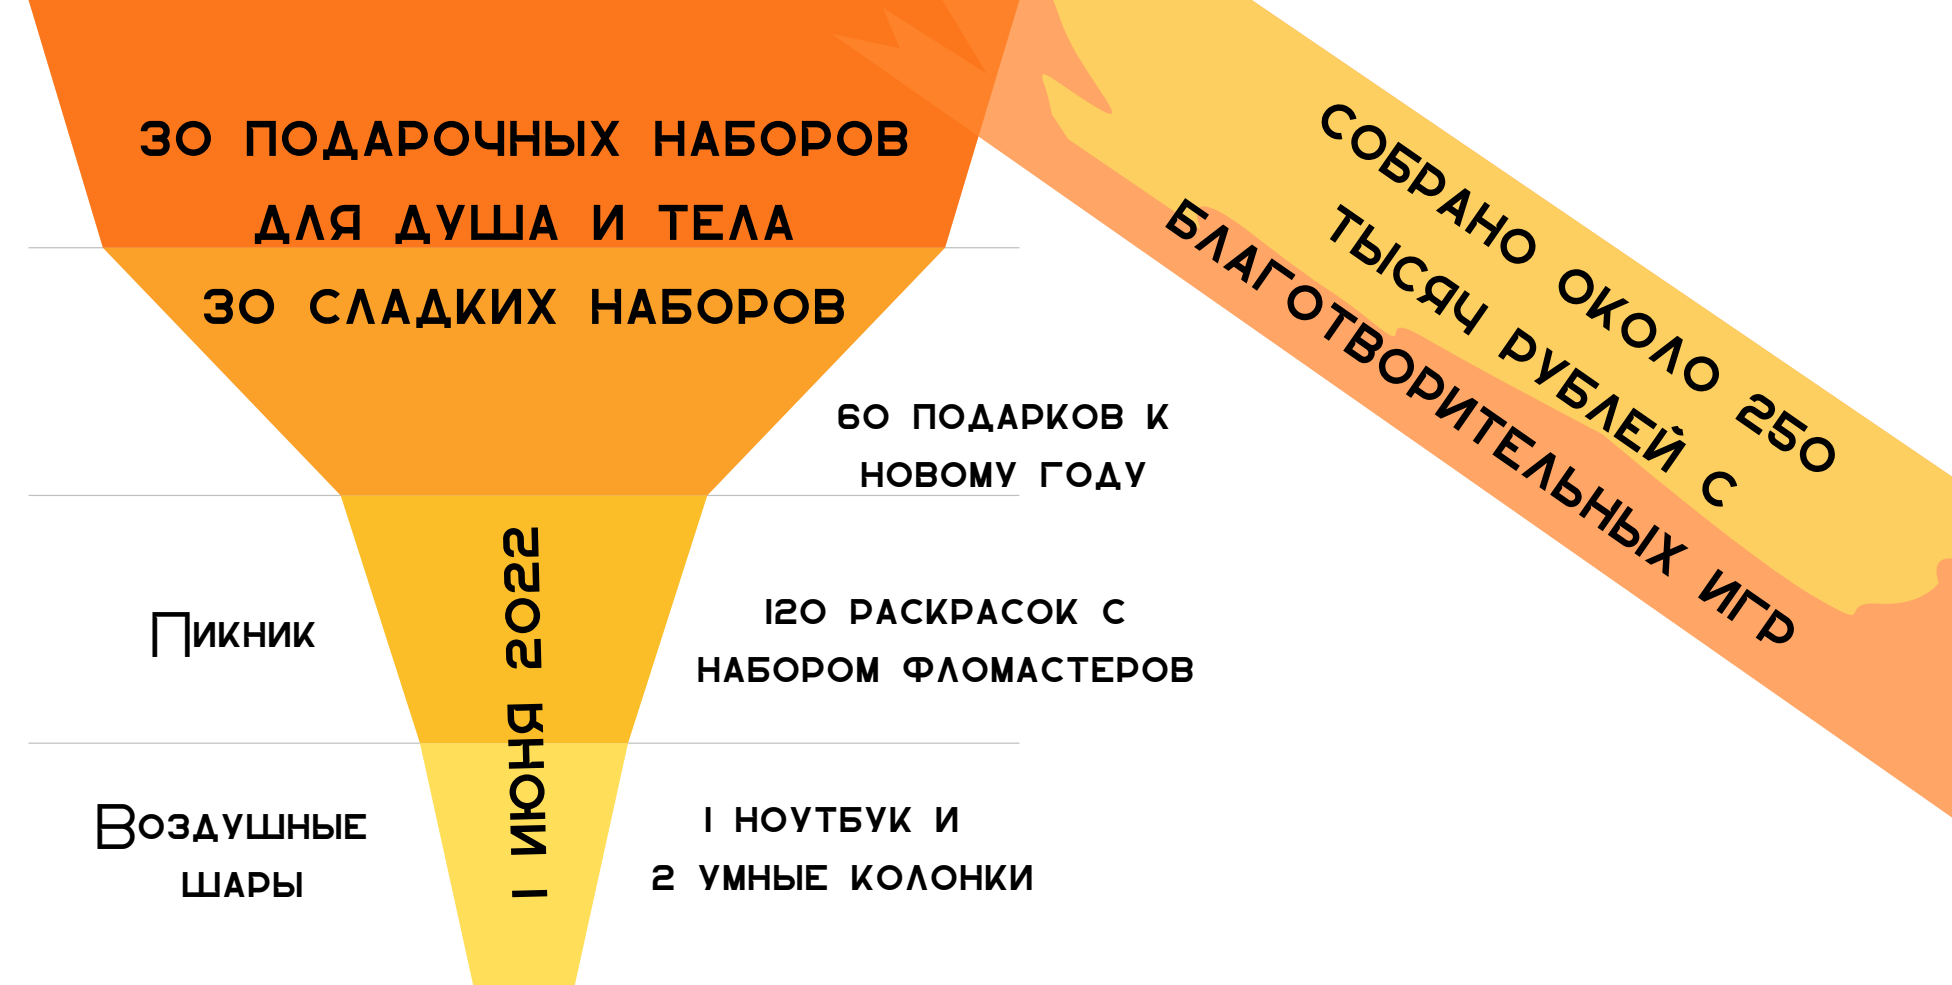 30 ПОДАРОЧНЫХ НАБОРОВ
ДЛЯ ДУША И ТЕЛА
30 СЛАДКИХ НАБОРОВ
СОБРАНО ОКОЛО 250
ТЫСЯЧ РУБЛЕЙ С
БЛАГОТВОРИТЕЛЬНЫХ ИГР
60 ПОДАРКОВ К
НОВОМУ ГОДУ
1 ИЮНЯ 2022
Пикник
120 РАСКРАСОК С
НАБОРОМ ФЛОМАСТЕРОВ
Воздушные
шары
1 НОУТБУК И
2 УМНЫЕ КОЛОНКИ